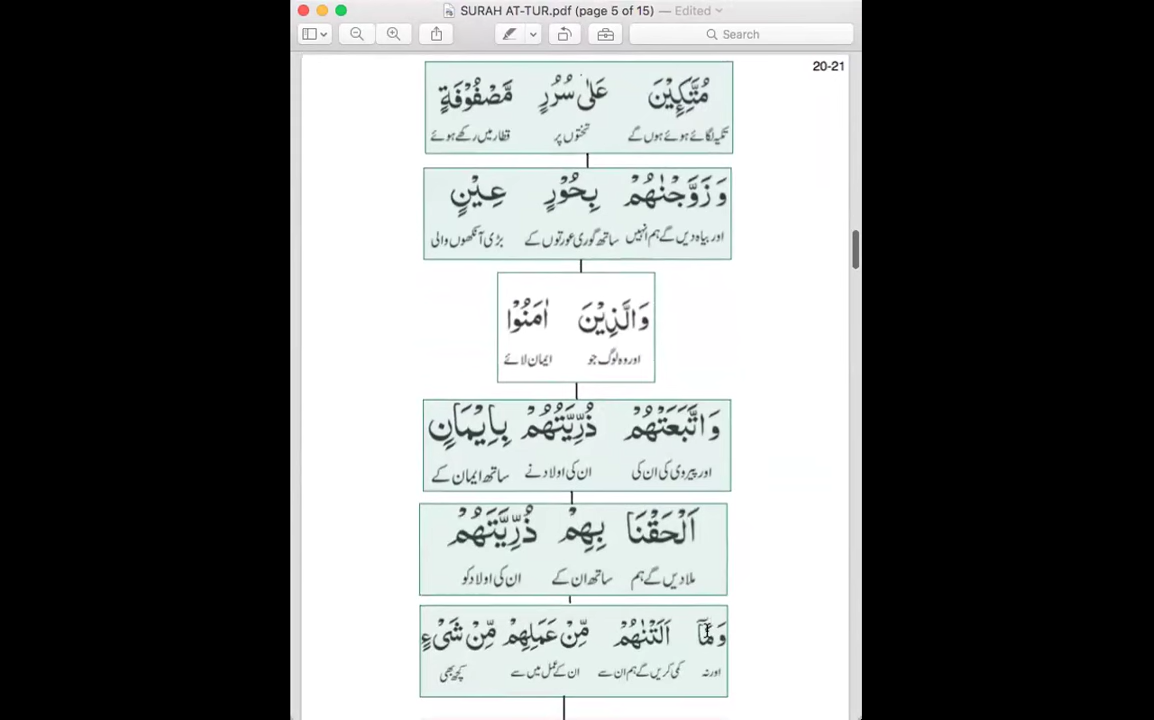 SURAH AT-TUR.pdf (page 5 of 15) — Edited
Search
20-21
مُتَّكِـِٕيْنَ عَلٰى سُرُرٍ مَّصْفُوْفَةٍ
تکیہ لگائے ہوئے ہوں گے تختوں پر قطار میں رکھے ہوئے
وَ زَوَّجْنٰهُمْ بِحُوْرٍ عِيْنٍ
اور بیاہ دیں گے ہم انہیں ساتھ گوری عورتوں کے بڑی آنکھوں والی
وَالَّذِيْنَ اٰمَنُوْا
اور وہ لوگ جو ایمان لائے
وَاتَّبَعَتْهُمْ ذُرِّيَّتُهُمْ بِاِيْمَانٍ
اور پیروی کی ان کی ان کی اولاد نے ساتھ ایمان کے
اَلْحَقْنَا بِهِمْ ذُرِّيَّتَهُمْ
ملا دیں گے ہم ساتھ ان کے ان کی اولاد کو
وَمَآ اَلَتْنٰهُمْ مِّنْ عَمَلِهِمْ مِّنْ شَیْءٍ
اور نہ کمی کریں گے ہم ان سے ان کے عمل میں سے کچھ بھی